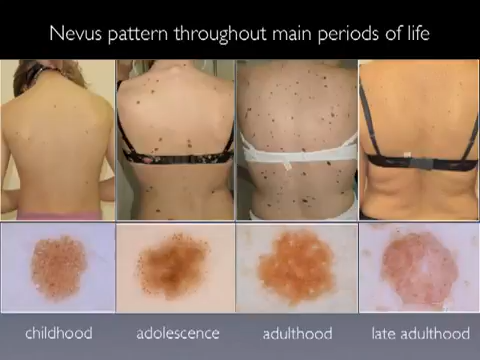 Nevus pattern throughout main periods of life
childhood
adolescence
adulthood
late adulthood